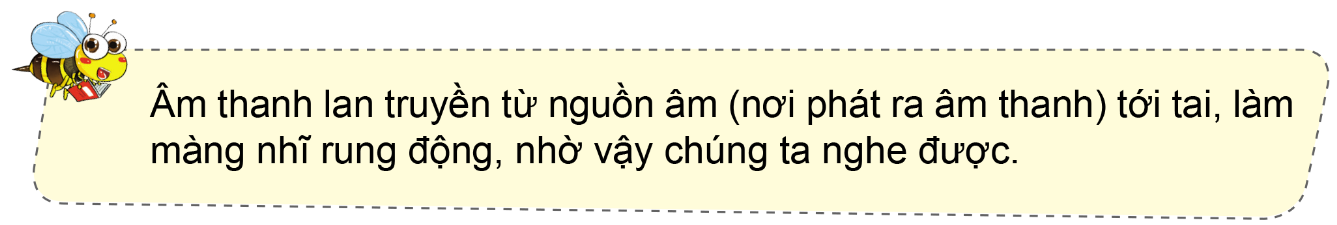 Âm thanh lan truyền từ nguồn âm (nơi phát ra âm thanh) tới tai, làm
màng nhĩ rung động, nhờ vậy chúng ta nghe được.